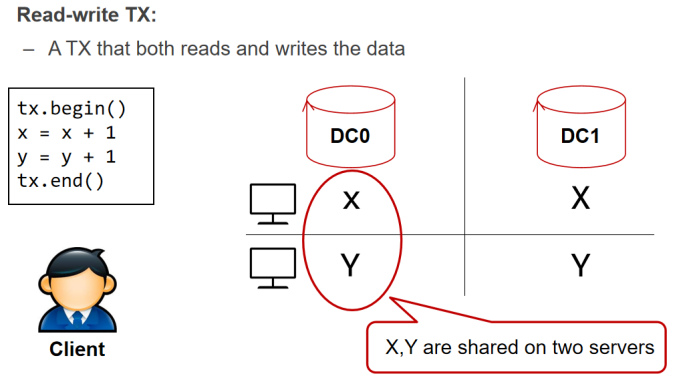 Read-write TX:
– A TX that both reads and writes the data
tx.begin()
x = x + 1
y = y + 1
tx.end()
DC0
DC1
X
X
Y
Y
Client
X,Y are shared on two servers